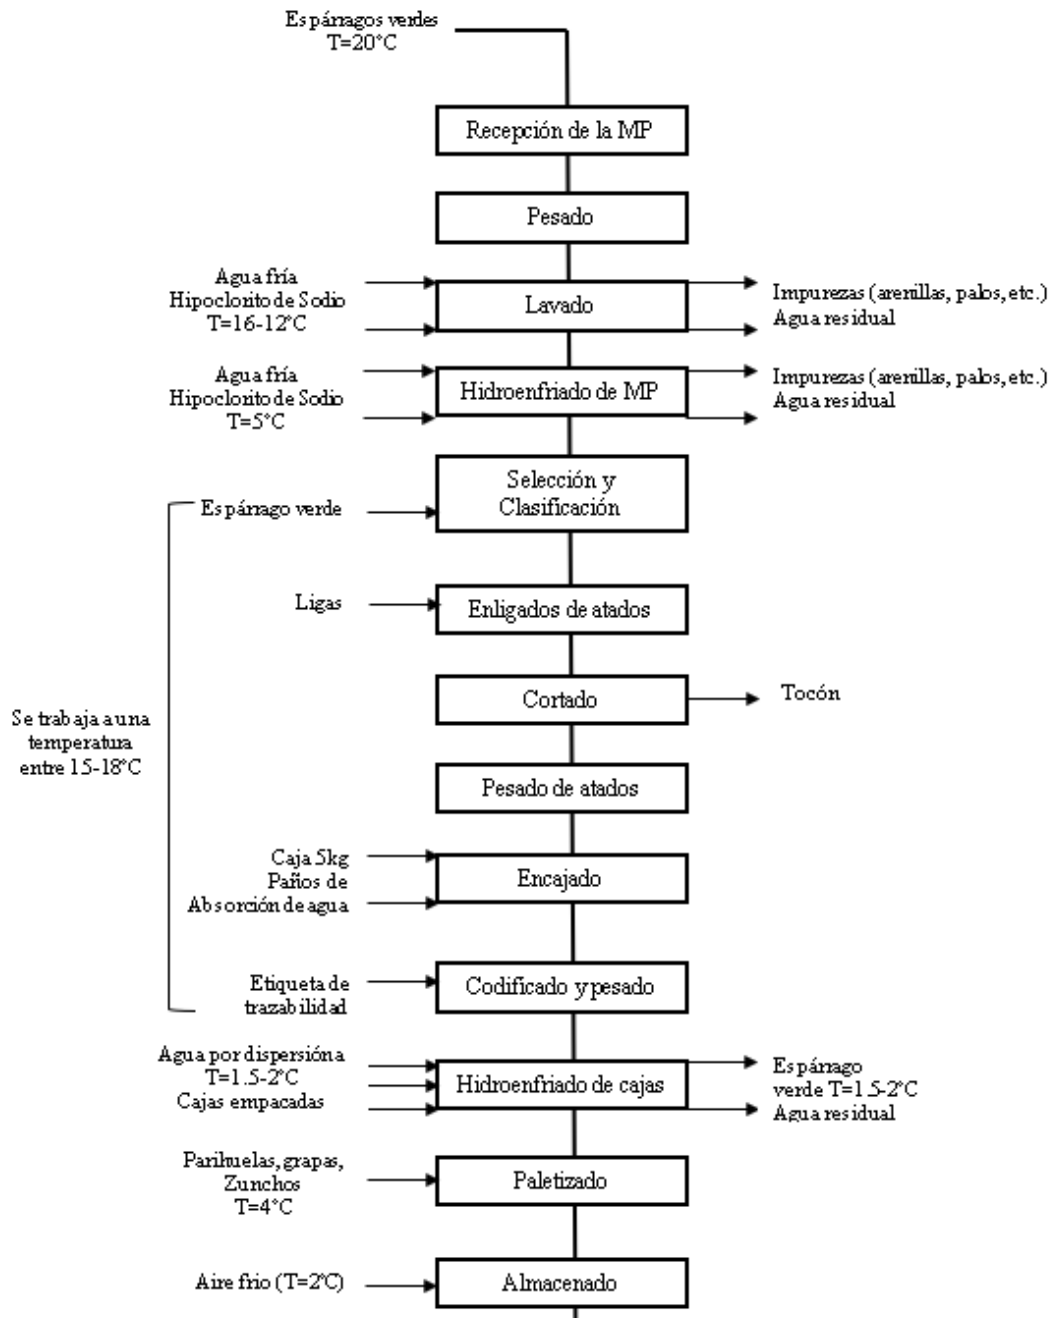 Espárragos verdes
T=20°C
Recepción de la MP
Pesado
Agua fría
Hipoclorito de Sodio
T=16-12°C
Lavado
Impurezas (arenillas, palos, etc.)
Agua residual
Agua fría
Hipoclorito de Sodio
T=5°C
Hidroenfriado de MP
Impurezas (arenillas, palos, etc.)
Agua residual
Selección y
Clasificación
Espárrago verde
Ligas
Enligados de atados
Cortado
Tocón
Se trabaja a una
temperatura
entre 15-18°C
Pesado de atados
Caja 5kg
Paños de
Absorción de agua
Encajado
Etiqueta de
trazabilidad
Codificado y pesado
Agua por dispersión a
T=1.5-2°C
Cajas empacadas
Hidroenfriado de cajas
Espárrago
verde T=1.5-2°C
Agua residual
Parihuelas, grapas,
Zunchos
T=4°C
Paletizado
Aire frio (T=2°C)
Almacenado